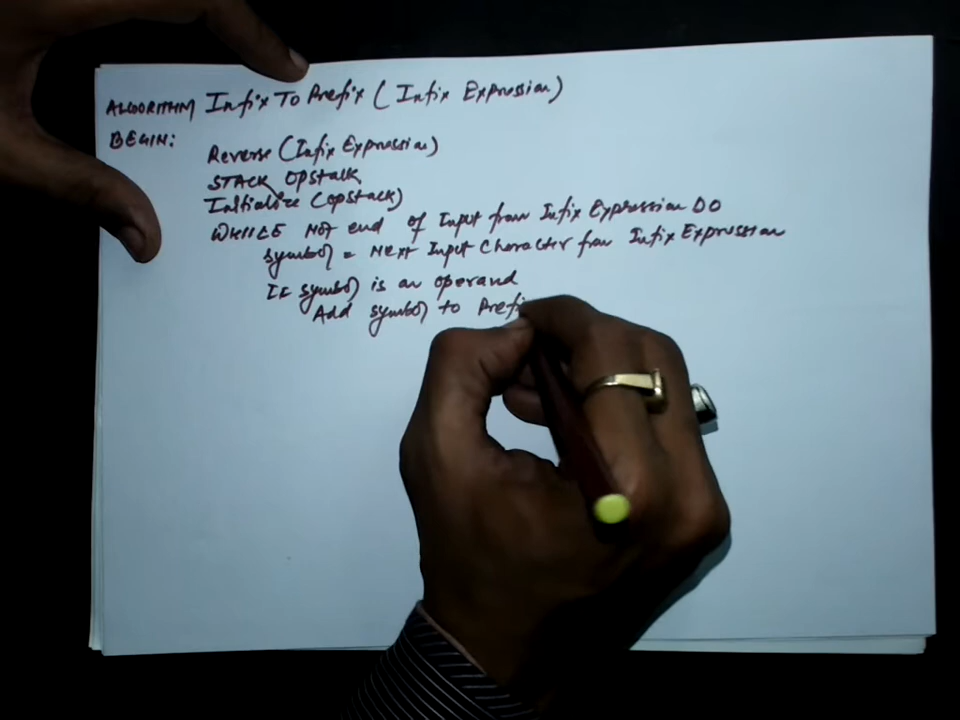 ALGORITHM Infix To Prefix ( Infix Expression)
BEGIN:
Reverse (Infix Expression)
STACK OpStack
Initialize (opstack)
WHILE Not end of Input from Infix Expression DO
symbol = Next Input Character from Infix Expression
IF symbol is an operand
Add symbol to Prefi